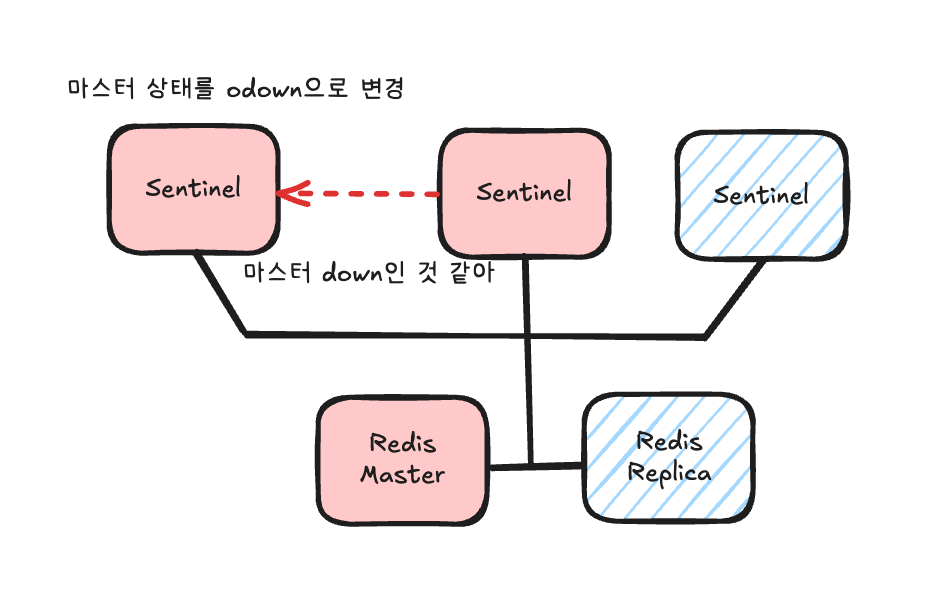 마스터 상태를 odown으로 변경
Sentinel
Sentinel
Sentinel
마스터 down인 것 같아
Redis
Master
Redis
Replica